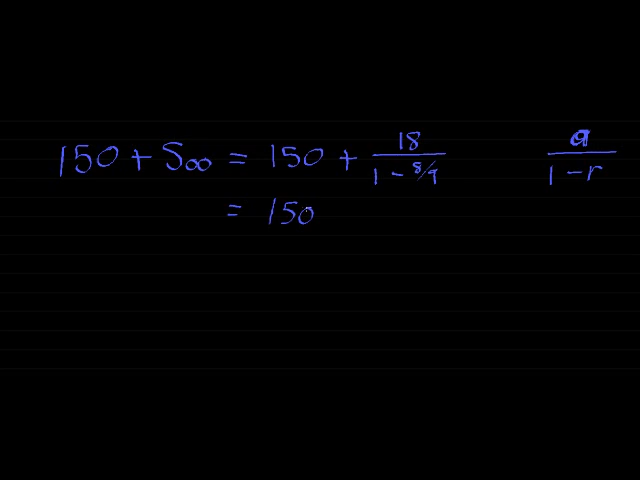 150 + S∞ = 150 + 18/(1 - 8/9)    a/(1 - r)
= 150